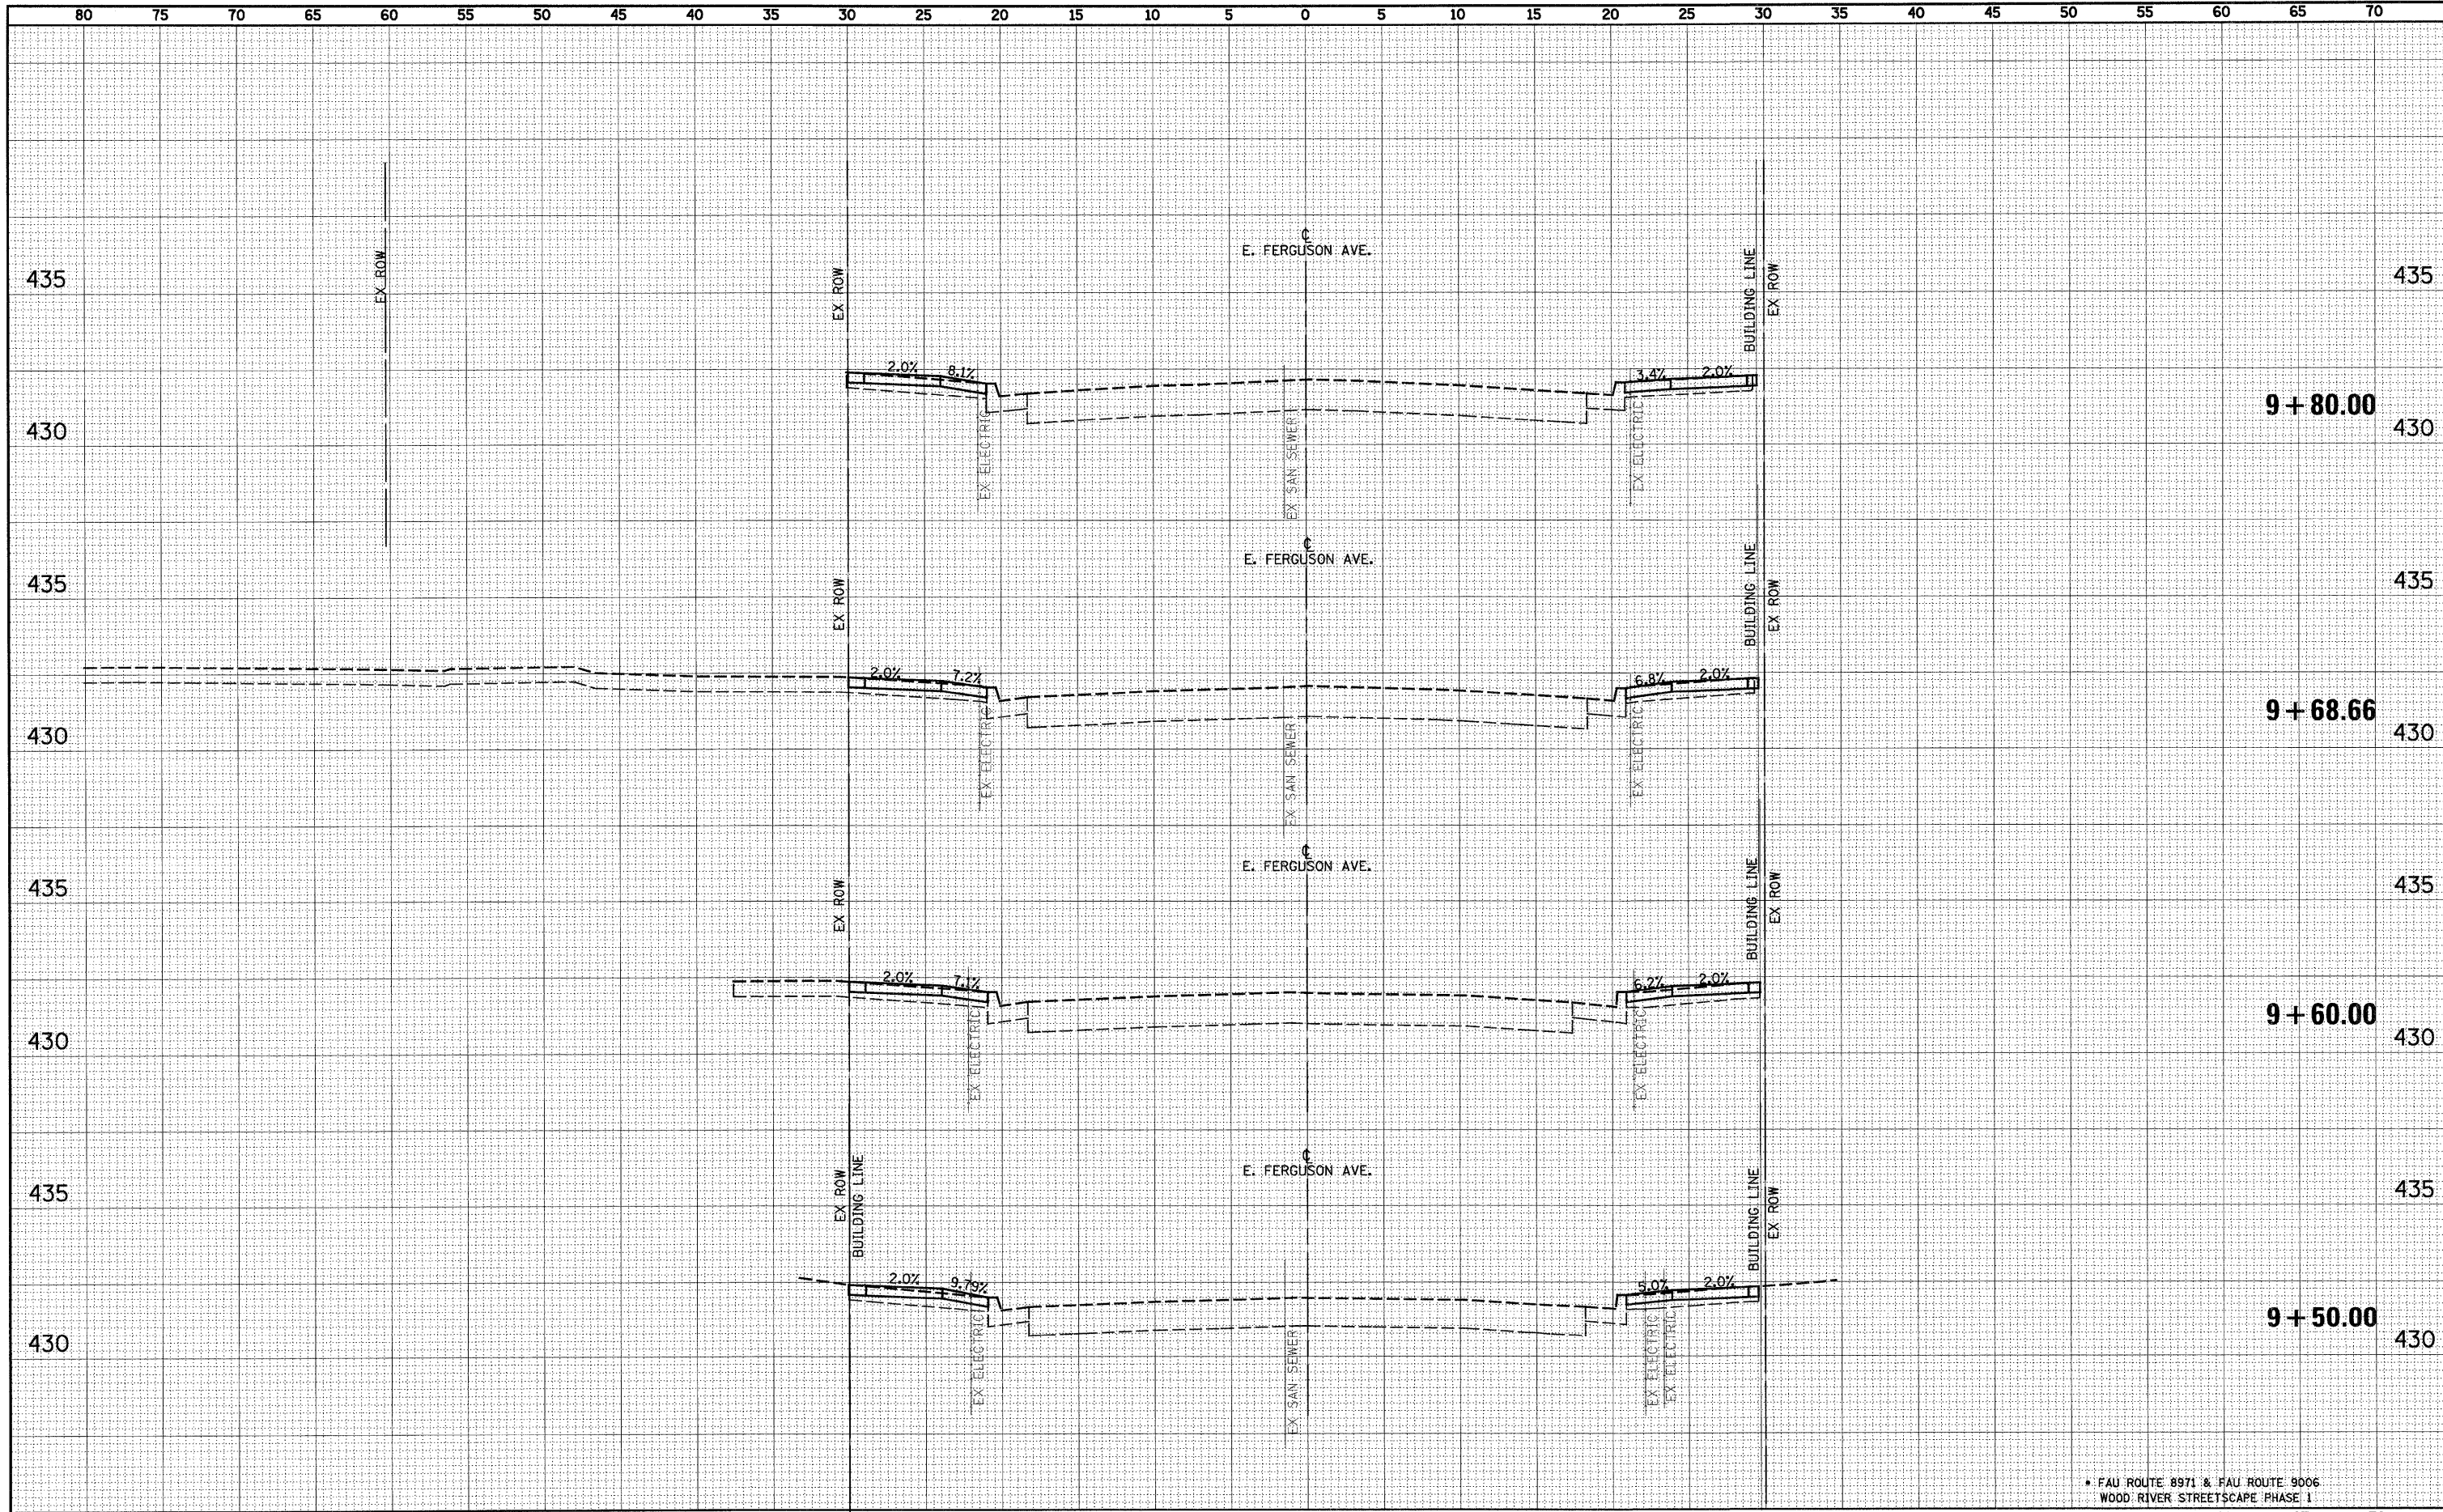 80 75 70 65 60 55 50 45 40 35 30 25 20 15 10 5 0 5 10 15 20 25 30 35 40 45 50 55 60 65 70
EX ROW
EX ROW
℄
E. FERGUSON AVE.
BUILDING LINE
EX ROW
435
435
2.0%
8.1%
3.4%
2.0%
9+80.00
430
430
EX ELECTRIC
EX SAN SEWER
EX ELECTRIC
℄
E. FERGUSON AVE.
EX ROW
BUILDING LINE
EX ROW
435
435
2.0%
7.2%
6.8%
2.0%
9+68.66
430
430
EX ELECTRIC
EX SAN SEWER
EX ELECTRIC
℄
E. FERGUSON AVE.
EX ROW
BUILDING LINE
EX ROW
435
435
2.0%
7.1%
6.2%
2.0%
9+60.00
430
430
EX ELECTRIC
EX ELECTRIC
℄
E. FERGUSON AVE.
EX ROW
BUILDING LINE
BUILDING LINE
EX ROW
435
435
2.0%
9.79%
5.0%
2.0%
9+50.00
430
430
EX ELECTRIC
EX SAN SEWER
EX ELECTRIC
EX ELECTRIC
• FAU ROUTE 8971 & FAU ROUTE 9006
WOOD RIVER STREETSCAPE PHASE 1